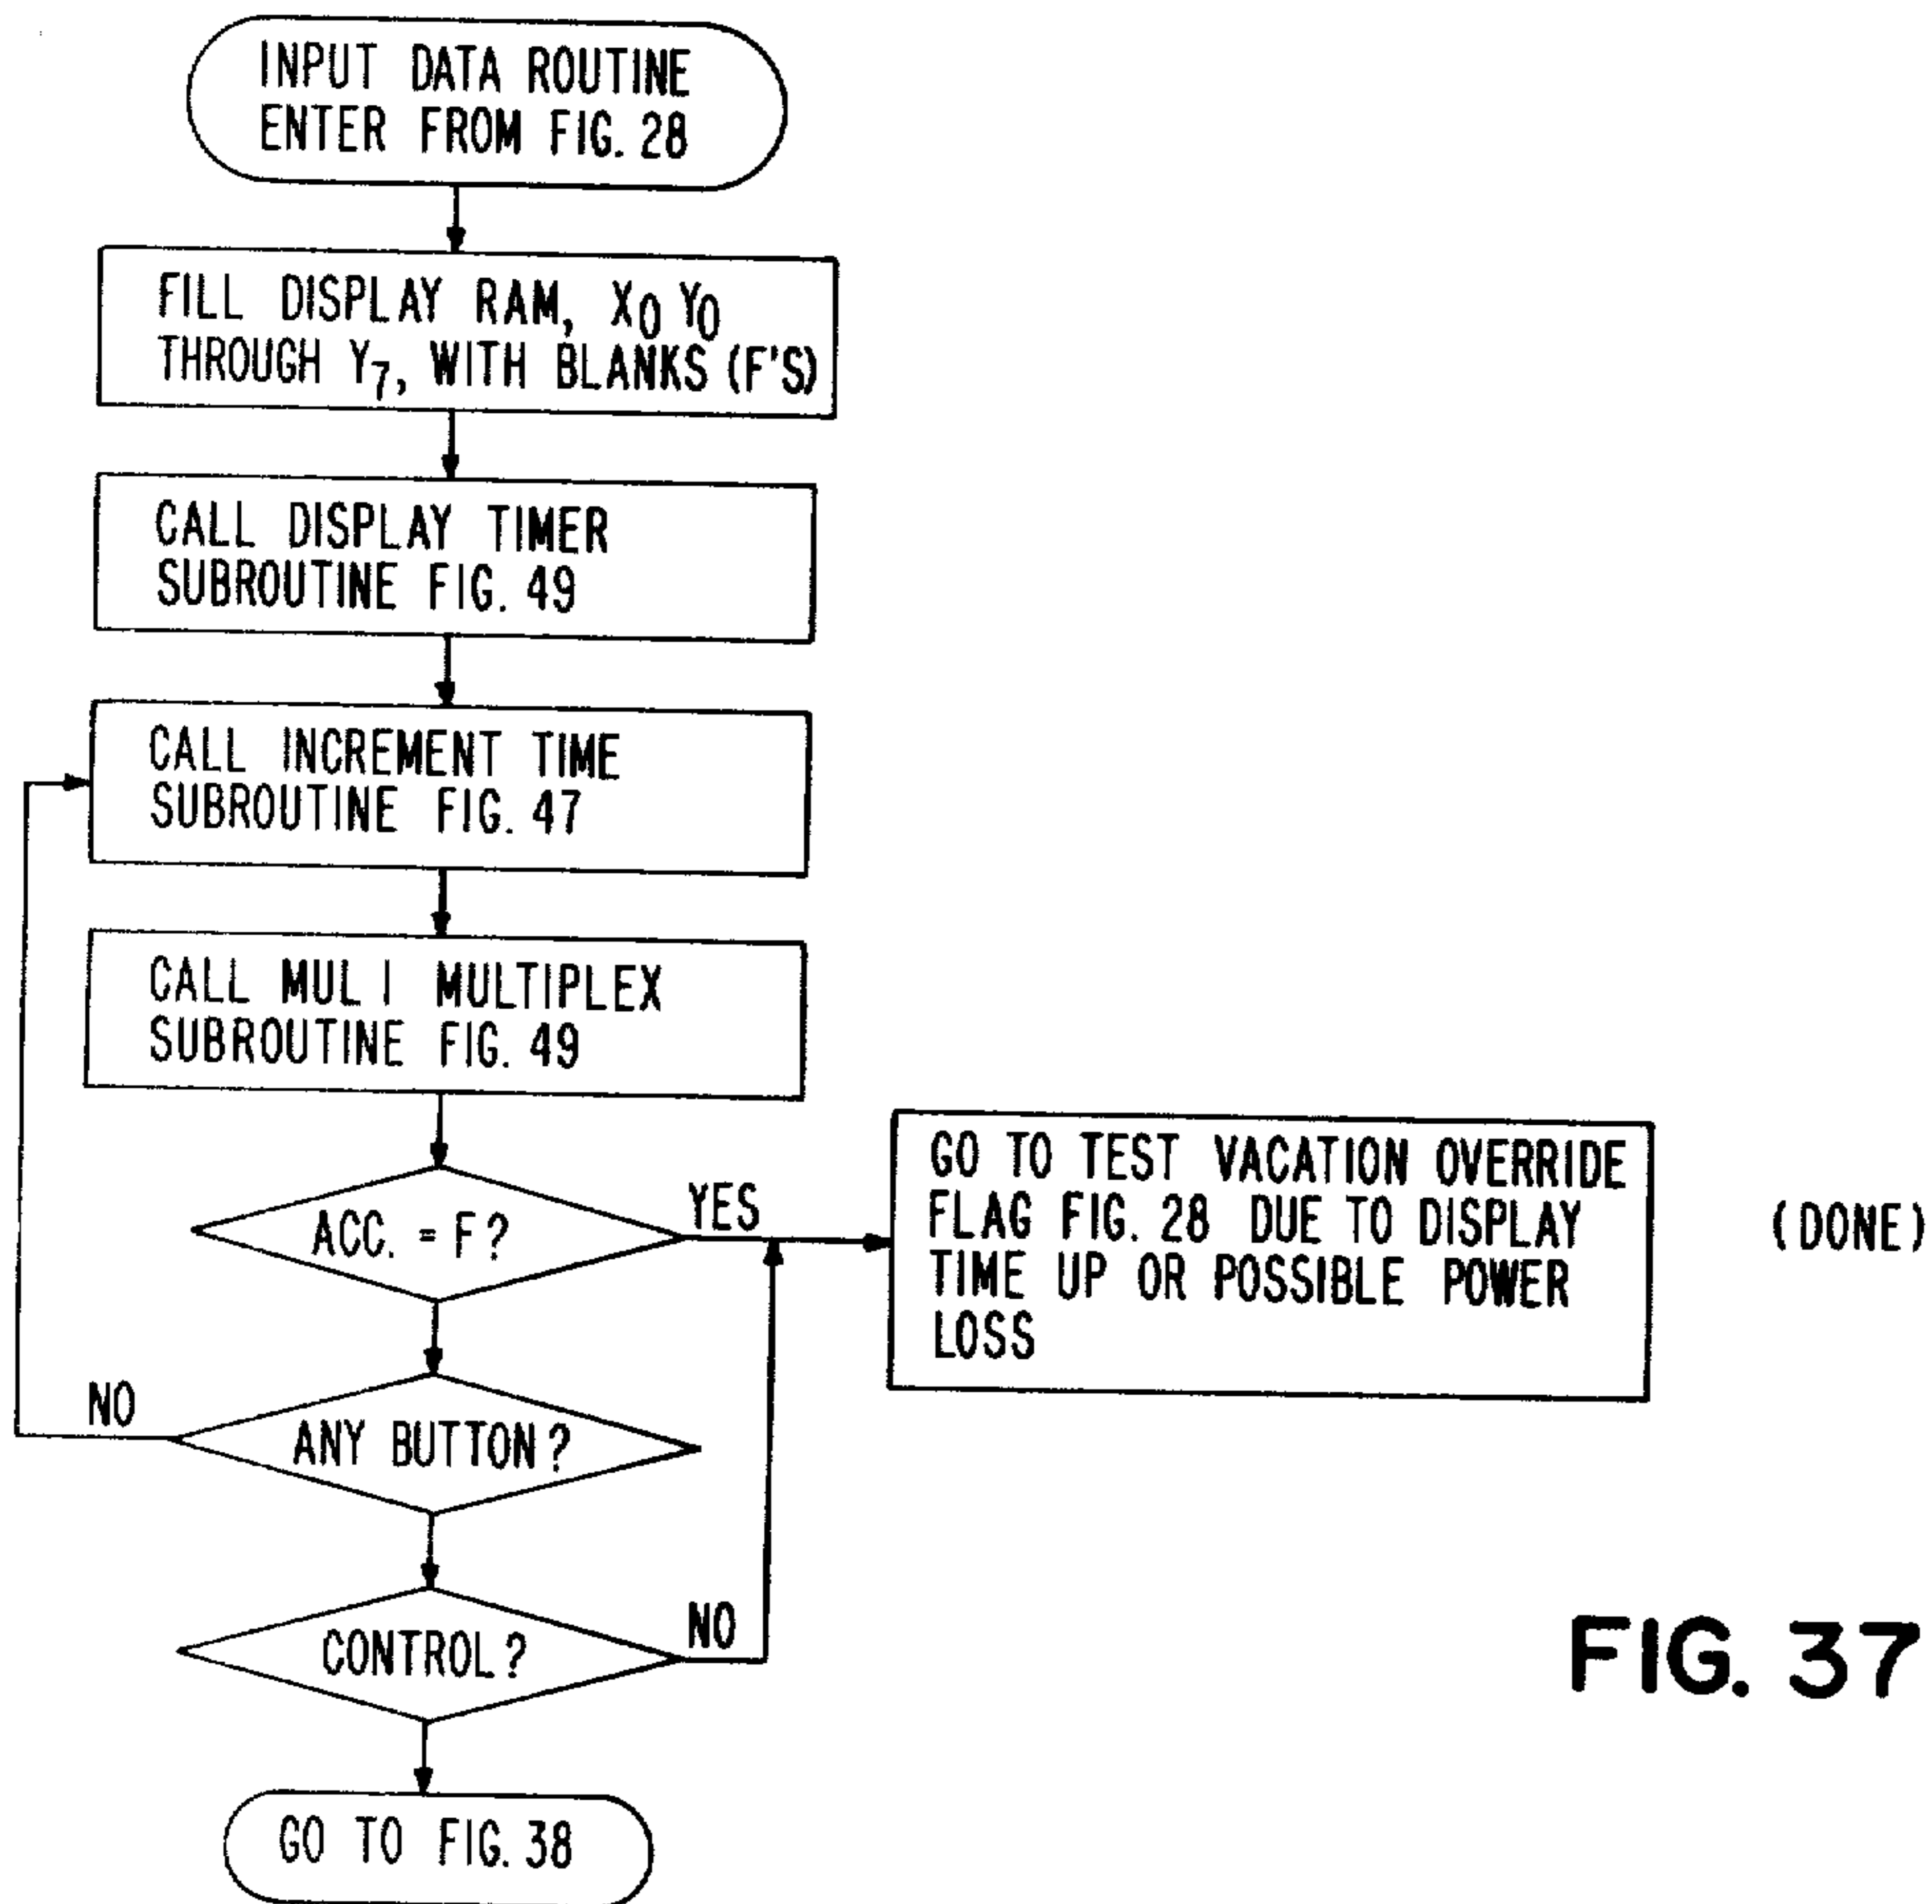 INPUT DATA ROUTINE
ENTER FROM FIG. 28
FILL DISPLAY RAM, X0 Y0
THROUGH Y7, WITH BLANKS (F'S)
CALL DISPLAY TIMER
SUBROUTINE FIG. 49
CALL INCREMENT TIME
SUBROUTINE FIG. 47
CALL MUL 1 MULTIPLEX
SUBROUTINE FIG. 49
ACC. = F?
YES
GO TO TEST VACATION OVERRIDE
FLAG FIG. 28 DUE TO DISPLAY
TIME UP OR POSSIBLE POWER
LOSS
(DONE)
NO
ANY BUTTON?
CONTROL?
NO
GO TO FIG. 38
FIG. 37